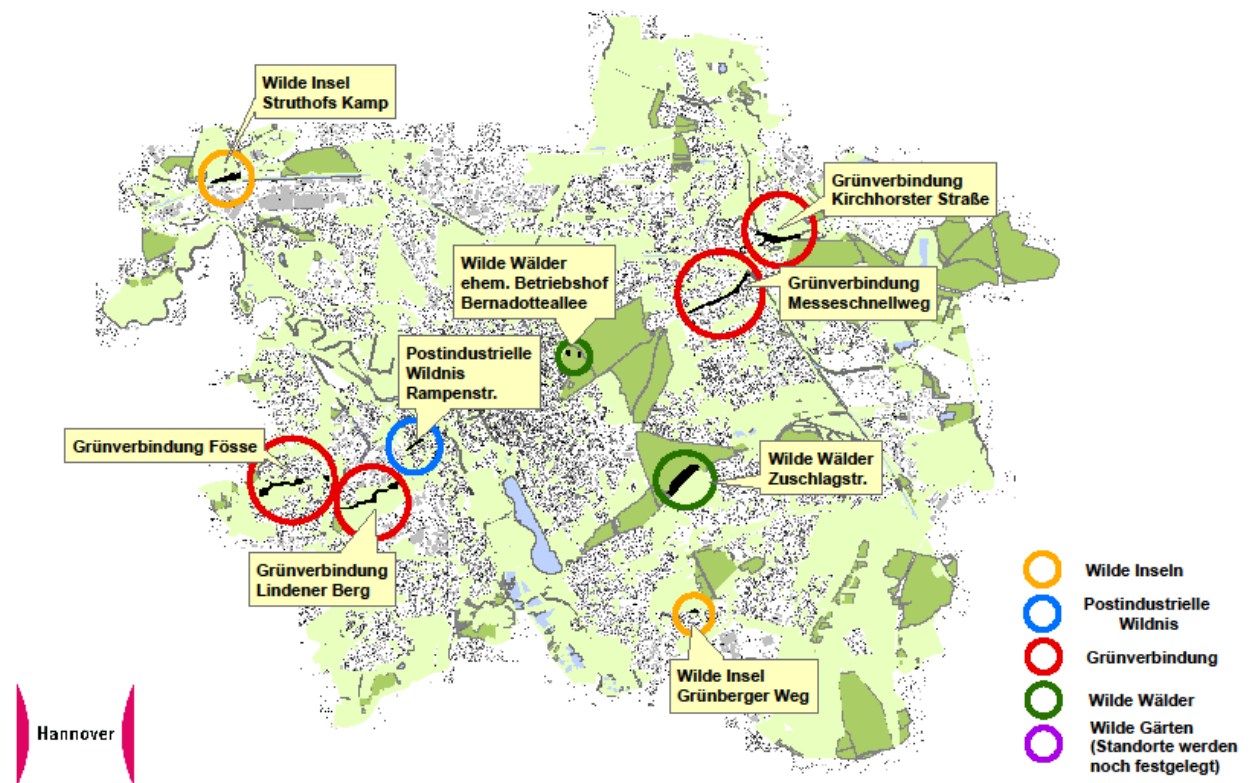 Wilde Insel
Struthofs Kamp
Grünverbindung
Kirchhorster Straße
Wilde Wälder
ehem. Betriebshof
Bernadotteallee
Grünverbindung
Messeschnellweg
Postindustrielle
Wildnis
Rampenstr.
Grünverbindung Fösse
Wilde Wälder
Zuschlagstr.
Grünverbindung
Lindener Berg
Wilde Insel
Grünberger Weg
Wilde Inseln
Postindustrielle
Wildnis
Grünverbindung
Wilde Wälder
Wilde Gärten
(Standorte werden
noch festgelegt)
Hannover